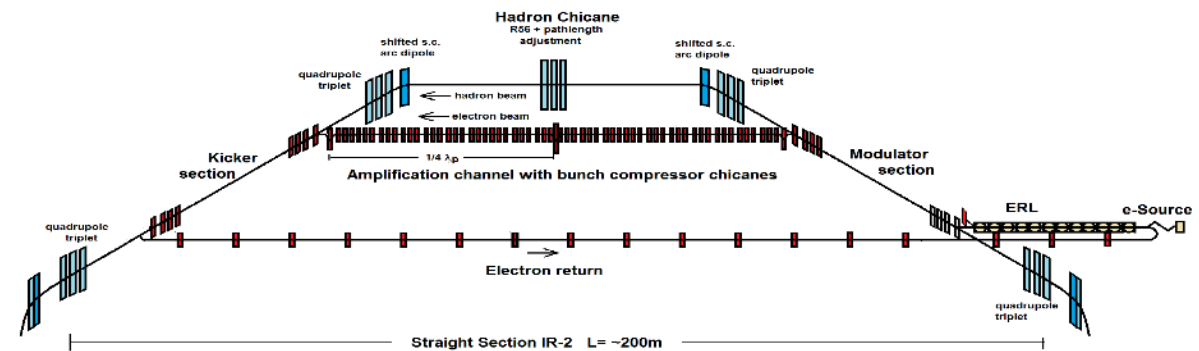 Hadron Chicane
R56 + pathlength
adjustment
shifted s.c.
arc dipole
shifted s.c.
arc dipole
quadrupole
triplet
quadrupole
triplet
hadron beam
electron beam
Kicker
section
1/4 λp
Modulator
section
Amplification channel with bunch compressor chicanes
ERL
e-Source
quadrupole
triplet
Electron return
quadrupole
triplet
Straight Section IR-2 L= ~200m